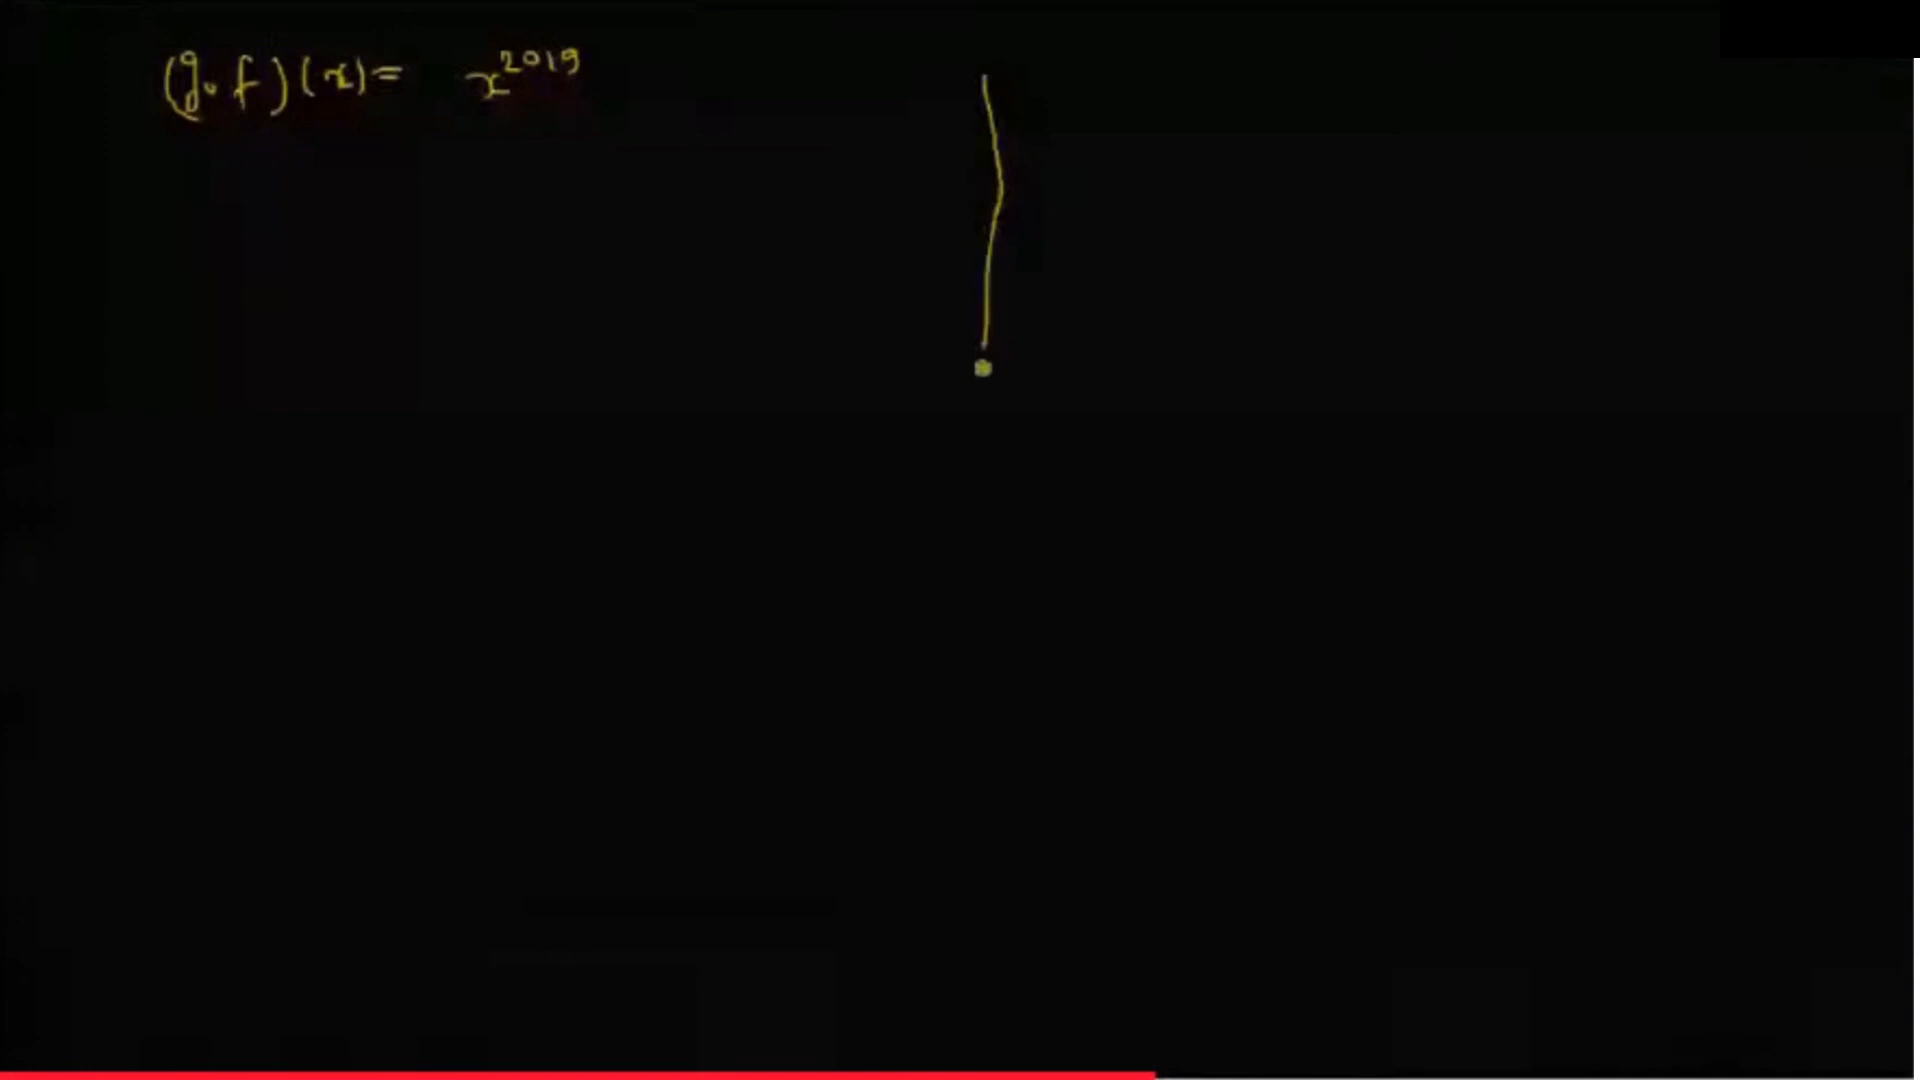 (g∘f)(x) = x^2019